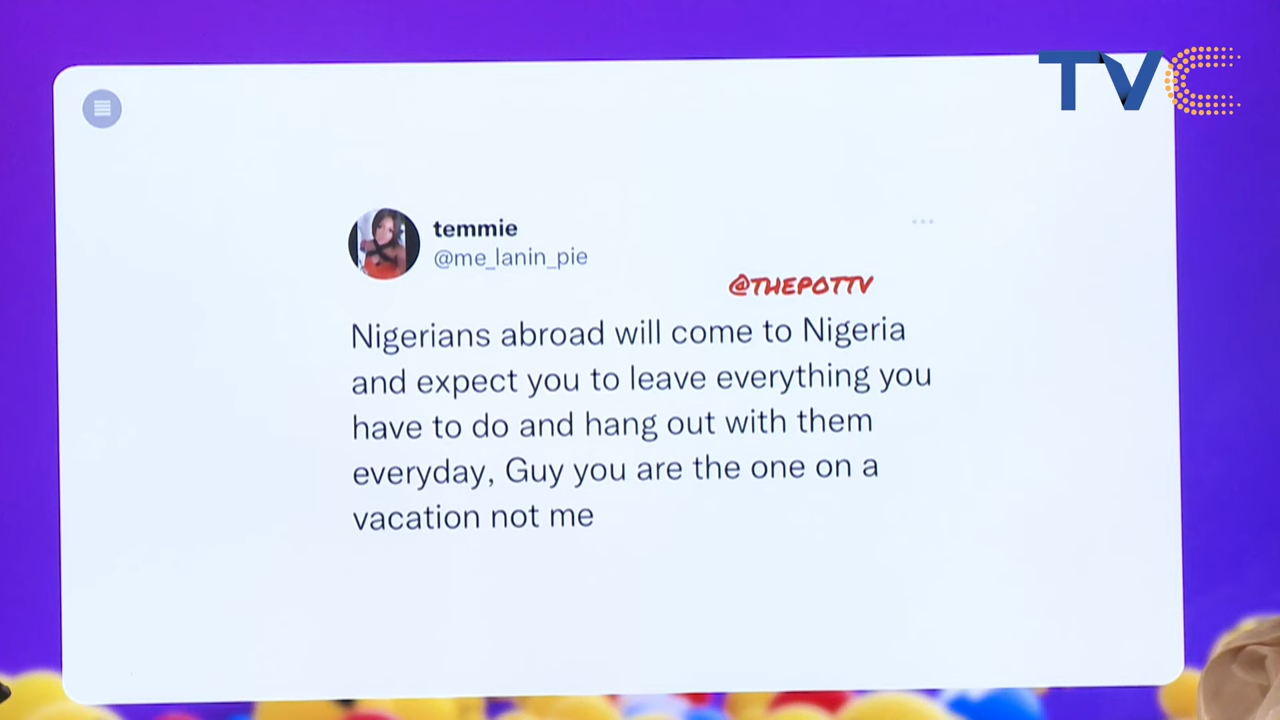 TVC
temmie
@me_lanin_pie
@THEPOTTV
Nigerians abroad will come to Nigeria
and expect you to leave everything you
have to do and hang out with them
everyday, Guy you are the one on a
vacation not me